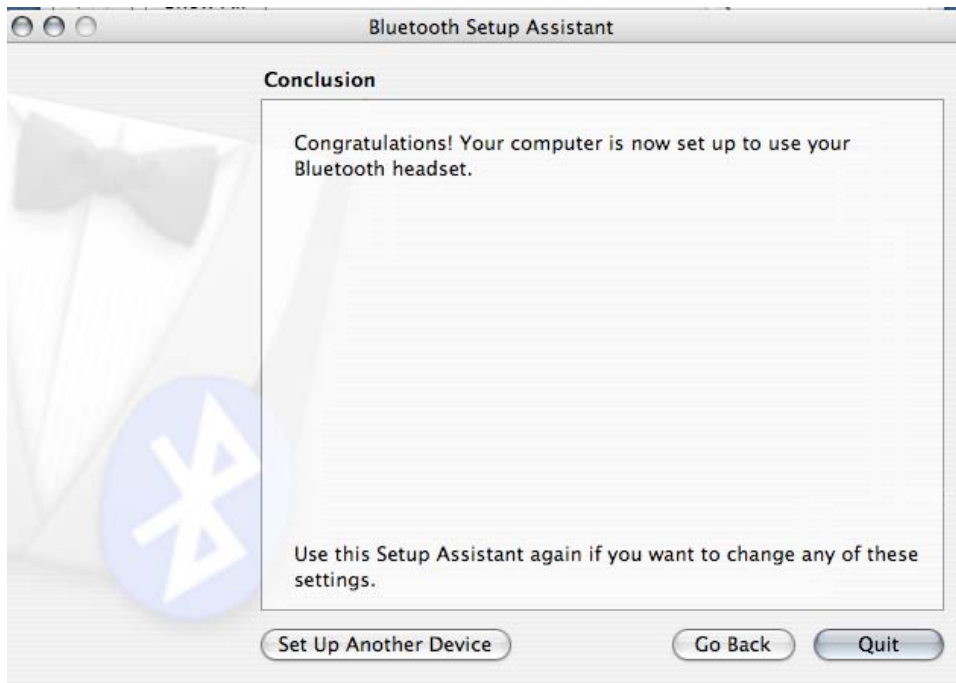 Bluetooth Setup Assistant
Conclusion
Congratulations! Your computer is now set up to use your
Bluetooth headset.
Use this Setup Assistant again if you want to change any of these
settings.
Set Up Another Device
Go Back
Quit